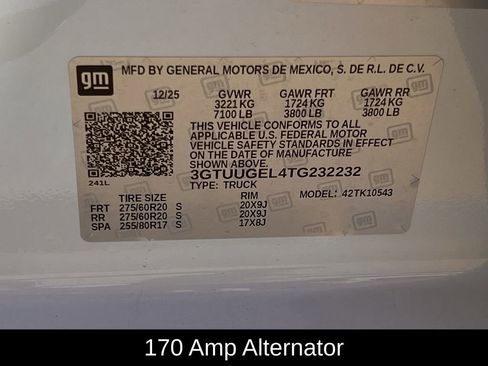 gm
MFD BY GENERAL MOTORS DE MEXICO, S. DE R.L. DE C.V.
12/25 GVWR GAWR FRT GAWR RR
3221 KG 1724 KG 1724 KG
7100 LB 3800 LB 3800 LB
THIS VEHICLE CONFORMS TO ALL
APPLICABLE U.S. FEDERAL MOTOR
VEHICLE SAFETY STANDARDS IN EFFECT
ON THE DATE OF MANUFACTURE
SHOWN ABOVE.
3GTUUGEL4TG232232
TYPE: TRUCK
241L
MODEL: 42TK10543
TIRE SIZE RIM
FRT 275/60R20 S 20X9J
RR 275/60R20 S 20X9J
SPA 255/80R17 S 17X8J
170 Amp Alternator